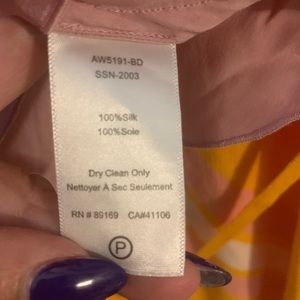 AW5191-BD
SSN-2003
100%Silk
100%Soie
Dry Clean Only
Nettoyer À Sec Seulement
RN # 89169 CA#41106
P